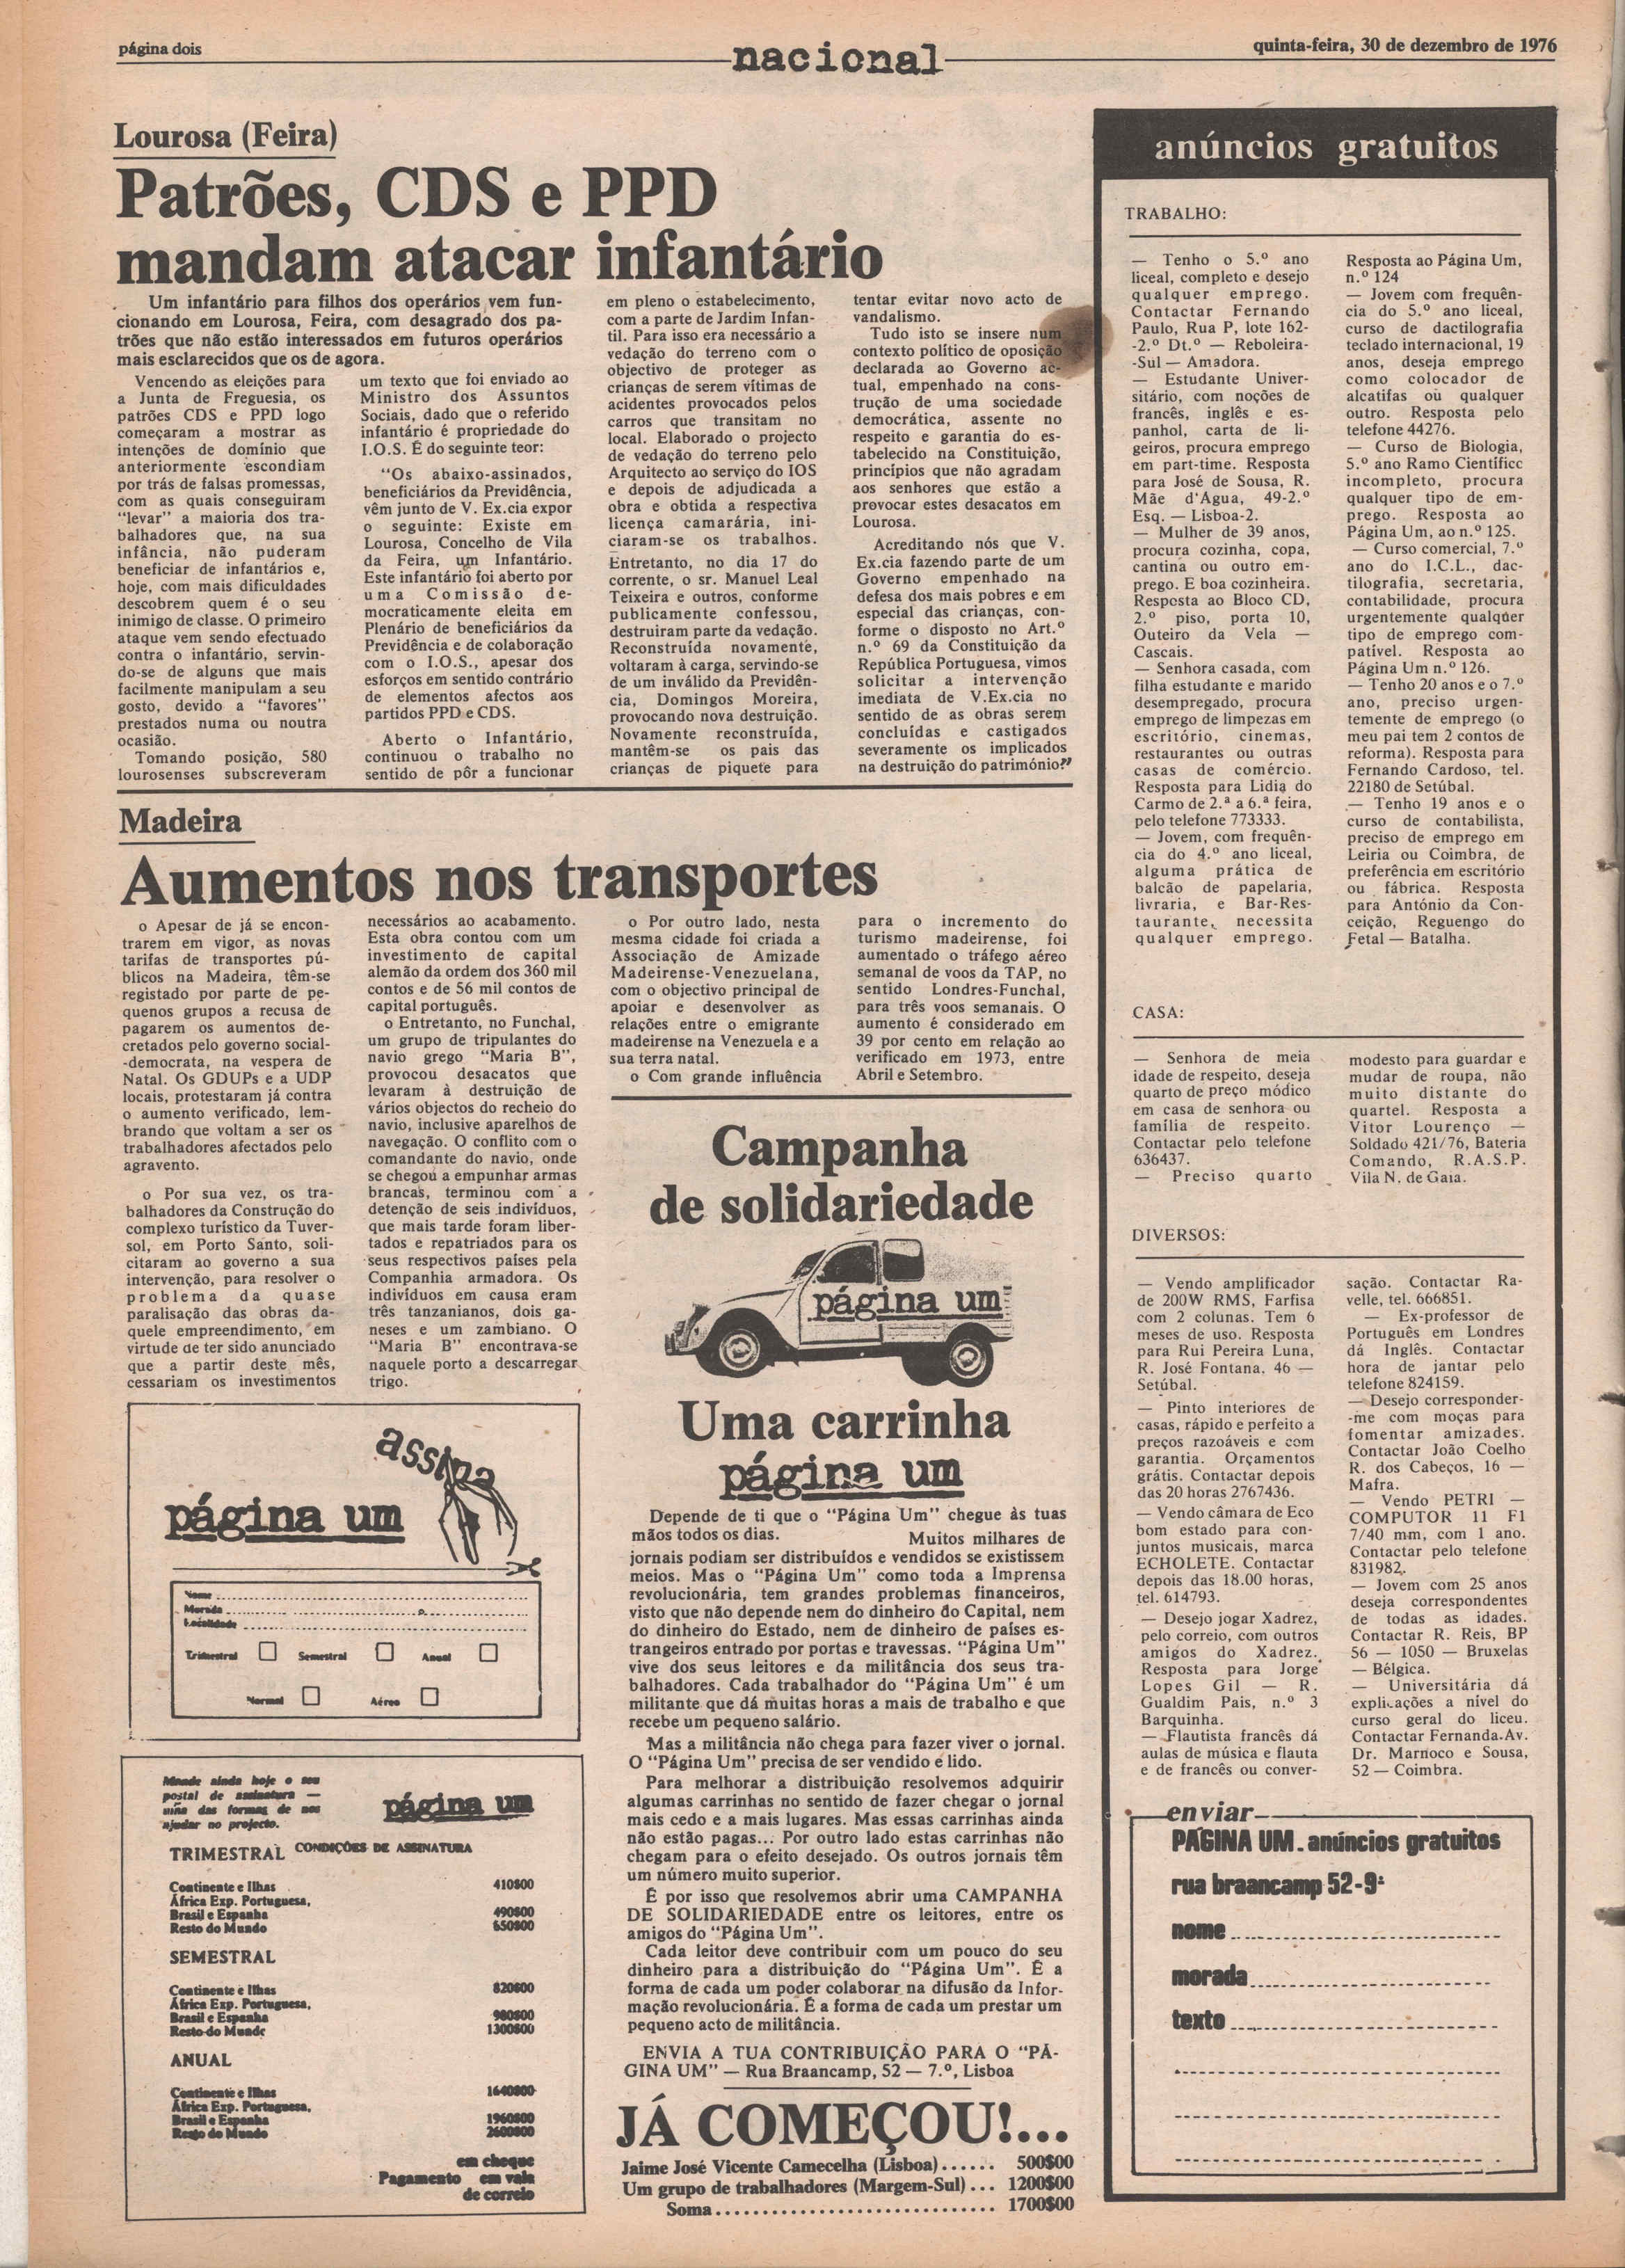 página dois
nacional
quinta-feira, 30 de dezembro de 1976
Lourosa (Feira)
Patrões, CDS e PPD
mandam atacar infantário
Um infantário para filhos dos operários vem fun-
cionando em Lourosa, Feira, com desagrado dos pa-
trões que não estão interessados em futuros operários
mais esclarecidos que os de agora.
Vencendo as eleições para
a Junta de Freguesia, os
patrões CDS e PPD logo
começaram a mostrar as
intenções de domínio que
anteriormente escondiam
por trás de falsas promessas,
com as quais conseguiram
"levar" a maioria dos tra-
balhadores que, na sua
infância, não puderam
beneficiar de infantários e,
hoje, com mais dificuldades
descobrem quem é o seu
inimigo de classe. O primeiro
ataque vem sendo efectuado
contra o infantário, servin-
do-se de alguns que mais
facilmente manipulam a seu
gosto, devido a "favores"
prestados numa ou noutra
ocasião.
Tomando posição, 580
lourosenses subscreveram
um texto que foi enviado ao
Ministro dos Assuntos
Sociais, dado que o referido
infantário é propriedade do
I.O.S. É do seguinte teor:
"Os abaixo-assinados,
beneficiários da Previdência,
vêm junto de V. Ex.cia expor
o seguinte: Existe em
Lourosa, Concelho de Vila
da Feira, um Infantário.
Este infantário foi aberto por
uma Comissão de-
mocraticamente eleita em
Plenário de beneficiários da
Previdência e de colaboração
com o I.O.S., apesar dos
esforços em sentido contrário
de elementos afectos aos
partidos PPD e CDS.
Aberto o Infantário,
continuou o trabalho no
sentido de pôr a funcionar
em pleno o estabelecimento,
com a parte de Jardim Infan-
til. Para isso era necessário a
vedação do terreno com o
objectivo de proteger as
crianças de serem vítimas de
acidentes provocados pelos
carros que transitam no
local. Elaborado o projecto
de vedação do terreno pelo
Arquitecto ao serviço do IOS
e depois de adjudicada a
obra e obtida a respectiva
licença camarária, ini-
ciaram-se os trabalhos.
Entretanto, no dia 17 do
corrente, o sr. Manuel Leal
Teixeira e outros, conforme
publicamente confessou,
destruiram parte da vedação.
Reconstruída novamente,
voltaram à carga, servindo-se
de um inválido da Previdên-
cia, Domingos Moreira,
provocando nova destruição.
Novamente reconstruída,
mantêm-se os pais das
crianças de piquete para
tentar evitar novo acto de
vandalismo.
Tudo isto se insere num
contexto político de oposição
declarada ao Governo ac-
tual, empenhado na cons-
trução de uma sociedade
democrática, assente no
respeito e garantia do es-
tabelecido na Constituição,
princípios que não agradam
aos senhores que estão a
provocar estes desacatos em
Lourosa.
Acreditando nós que V.
Ex.cia fazendo parte de um
Governo empenhado na
defesa dos mais pobres e em
especial das crianças, con-
forme o disposto no Art.º
n.º 69 da Constituição da
República Portuguesa, vimos
solicitar a intervenção
imediata de V.Ex.cia no
sentido de as obras serem
concluídas e castigados
severamente os implicados
na destruição do património?"
Madeira
Aumentos nos transportes
o Apesar de já se encon-
trarem em vigor, as novas
tarifas de transportes pú-
blicos na Madeira, têm-se
registado por parte de pe-
quenos grupos a recusa de
pagarem os aumentos de-
cretados pelo governo social-
-democrata, na vespera de
Natal. Os GDUPs e a UDP
locais, protestaram já contra
o aumento verificado, lem-
brando que voltam a ser os
trabalhadores afectados pelo
agravento.
o Por sua vez, os tra-
balhadores da Construção do
complexo turístico da Tuver-
sol, em Porto Santo, soli-
citaram ao governo a sua
intervenção, para resolver o
problema da quase
paralisação das obras da-
quele empreendimento, em
virtude de ter sido anunciado
que a partir deste mês,
cessariam os investimentos
necessários ao acabamento.
Esta obra contou com um
investimento de capital
alemão da ordem dos 360 mil
contos e de 56 mil contos de
capital português.
o Entretanto, no Funchal,
um grupo de tripulantes do
navio grego "Maria B",
provocou desacatos que
levaram à destruição de
vários objectos do recheio do
navio, inclusive aparelhos de
navegação. O conflito com o
comandante do navio, onde
se chegou a empunhar armas
brancas, terminou com a
detenção de seis indivíduos,
que mais tarde foram liber-
tados e repatriados para os
seus respectivos países pela
Companhia armadora. Os
indivíduos em causa eram
três tanzanianos, dois ga-
neses e um zambiano. O
"Maria B" encontrava-se
naquele porto a descarregar
trigo.
o Por outro lado, nesta
mesma cidade foi criada a
Associação de Amizade
Madeirense-Venezuelana,
com o objectivo principal de
apoiar e desenvolver as
relações entre o emigrante
madeirense na Venezuela e a
sua terra natal.
o Com grande influência
para o incremento do
turismo madeirense, foi
aumentado o tráfego aéreo
semanal de voos da TAP, no
sentido Londres-Funchal,
para três voos semanais. O
aumento é considerado em
39 por cento em relação ao
verificado em 1973, entre
Abril e Setembro.
assina
página um
Nome
Morada
Localidade
Trimestral Semestral Anual
Normal Aéreo
Mande ainda hoje o seu
postal de assinatura —
uma das formas de nos
ajudar no projecto.
página um
TRIMESTRAL CONDIÇÕES DE ASSINATURA
Continente e Ilhas 410$00
África Exp. Portuguesa,
Brasil e Espanha 490$00
Resto do Mundo 650$00
SEMESTRAL
Continente e Ilhas 820$00
África Exp. Portuguesa,
Brasil e Espanha 980$00
Resto do Mundo 1300$00
ANUAL
Continente e Ilhas 1640$00
África Exp. Portuguesa,
Brasil e Espanha 1960$00
Resto do Mundo 2600$00
em cheque
Pagamento em vale
de correio
Campanha
de solidariedade
página um
Uma carrinha
página um
Depende de ti que o "Página Um" chegue às tuas
mãos todos os dias. Muitos milhares de
jornais podiam ser distribuídos e vendidos se existissem
meios. Mas o "Página Um" como toda a Imprensa
revolucionária, tem grandes problemas financeiros,
visto que não depende nem do dinheiro do Capital, nem
do dinheiro do Estado, nem de dinheiro de países es-
trangeiros entrado por portas e travessas. "Página Um"
vive dos seus leitores e da militância dos seus tra-
balhadores. Cada trabalhador do "Página Um" é um
militante que dá muitas horas a mais de trabalho e que
recebe um pequeno salário.
Mas a militância não chega para fazer viver o jornal.
O "Página Um" precisa de ser vendido e lido.
Para melhorar a distribuição resolvemos adquirir
algumas carrinhas no sentido de fazer chegar o jornal
mais cedo e a mais lugares. Mas essas carrinhas ainda
não estão pagas... Por outro lado estas carrinhas não
chegam para o efeito desejado. Os outros jornais têm
um número muito superior.
É por isso que resolvemos abrir uma CAMPANHA
DE SOLIDARIEDADE entre os leitores, entre os
amigos do "Página Um".
Cada leitor deve contribuir com um pouco do seu
dinheiro para a distribuição do "Página Um". É a
forma de cada um poder colaborar na difusão da Infor-
mação revolucionária. É a forma de cada um prestar um
pequeno acto de militância.
ENVIA A TUA CONTRIBUIÇÃO PARA O "PÁ-
GINA UM" — Rua Braancamp, 52 — 7.º, Lisboa
JÁ COMEÇOU!...
Jaime José Vicente Camecelha (Lisboa)...... 500$00
Um grupo de trabalhadores (Margem-Sul)... 1200$00
Soma.............................. 1700$00
anúncios gratuitos
TRABALHO:
— Tenho o 5.º ano
liceal, completo e desejo
qualquer emprego.
Contactar Fernando
Paulo, Rua P, lote 162-
-2.º Dt.º — Reboleira-
-Sul — Amadora.
— Estudante Univer-
sitário, com noções de
francês, inglês e es-
panhol, carta de li-
geiros, procura emprego
em part-time. Resposta
para José de Sousa, R.
Mãe d'Agua, 49-2.º
Esq. — Lisboa-2.
— Mulher de 39 anos,
procura cozinha, copa,
cantina ou outro em-
prego. E boa cozinheira.
Resposta ao Bloco CD,
2.º piso, porta 10,
Outeiro da Vela —
Cascais.
— Senhora casada, com
filha estudante e marido
desempregado, procura
emprego de limpezas em
escritório, cinemas,
restaurantes ou outras
casas de comércio.
Resposta para Lidia do
Carmo de 2.ª a 6.ª feira,
pelo telefone 773333.
— Jovem, com frequên-
cia do 4.º ano liceal,
alguma prática de
balcão de papelaria,
livraria, e Bar-Res-
taurante, necessita
qualquer emprego.
Resposta ao Página Um,
n.º 124
— Jovem com frequên-
cia do 5.º ano liceal,
curso de dactilografia
teclado internacional, 19
anos, deseja emprego
como colocador de
alcatifas ou qualquer
outro. Resposta pelo
telefone 44276.
— Curso de Biologia,
5.º ano Ramo Científico
incompleto, procura
qualquer tipo de em-
prego. Resposta ao
Página Um, ao n.º 125.
— Curso comercial, 7.º
ano do I.C.L., dac-
tilografia, secretaria,
contabilidade, procura
urgentemente qualquer
tipo de emprego com-
patível. Resposta ao
Página Um n.º 126.
— Tenho 20 anos e o 7.º
ano, preciso urgen-
temente de emprego (o
meu pai tem 2 contos de
reforma). Resposta para
Fernando Cardoso, tel.
22180 de Setúbal.
— Tenho 19 anos e o
curso de contabilista,
preciso de emprego em
Leiria ou Coimbra, de
preferência em escritório
ou fábrica. Resposta
para António da Con-
ceição, Reguengo do
Fetal — Batalha.
CASA:
— Senhora de meia
idade de respeito, deseja
quarto de preço módico
em casa de senhora ou
família de respeito.
Contactar pelo telefone
636437.
— Preciso quarto
modesto para guardar e
mudar de roupa, não
muito distante do
quartel. Resposta a
Vitor Lourenço —
Soldado 421/76, Bateria
Comando, R.A.S.P.
Vila N. de Gaia.
DIVERSOS:
— Vendo amplificador
de 200W RMS, Farfisa
com 2 colunas. Tem 6
meses de uso. Resposta
para Rui Pereira Luna,
R. José Fontana, 46 —
Setúbal.
— Pinto interiores de
casas, rápido e perfeito a
preços razoáveis e com
garantia. Orçamentos
grátis. Contactar depois
das 20 horas 2767436.
— Vendo câmara de Eco
bom estado para con-
juntos musicais, marca
ECHOLETE. Contactar
depois das 18.00 horas,
tel. 614793.
— Desejo jogar Xadrez,
pelo correio, com outros
amigos do Xadrez.
Resposta para Jorge
Lopes Gil — R.
Gualdim Pais, n.º 3
Barquinha.
— Flautista francês dá
aulas de música e flauta
e de francês ou conver-
sação. Contactar Ra-
velle, tel. 666851.
— Ex-professor de
Português em Londres
dá Inglês. Contactar
hora de jantar pelo
telefone 824159.
— Desejo corresponder-
-me com moças para
fomentar amizades.
Contactar João Coelho
R. dos Cabeços, 16 —
Mafra.
— Vendo PETRI —
COMPUTOR 11 F1
7/40 mm, com 1 ano.
Contactar pelo telefone
831982.
— Jovem com 25 anos
deseja correspondentes
de todas as idades.
Contactar R. Reis, BP
56 — 1050 — Bruxelas
— Bélgica.
— Universitária dá
explicações a nível do
curso geral do liceu.
Contactar Fernanda.Av.
Dr. Marnoco e Sousa,
52 — Coimbra.
enviar
PÁGINA UM - anúncios gratuitos
rua braancamp 52-9º
nome
morada
texto